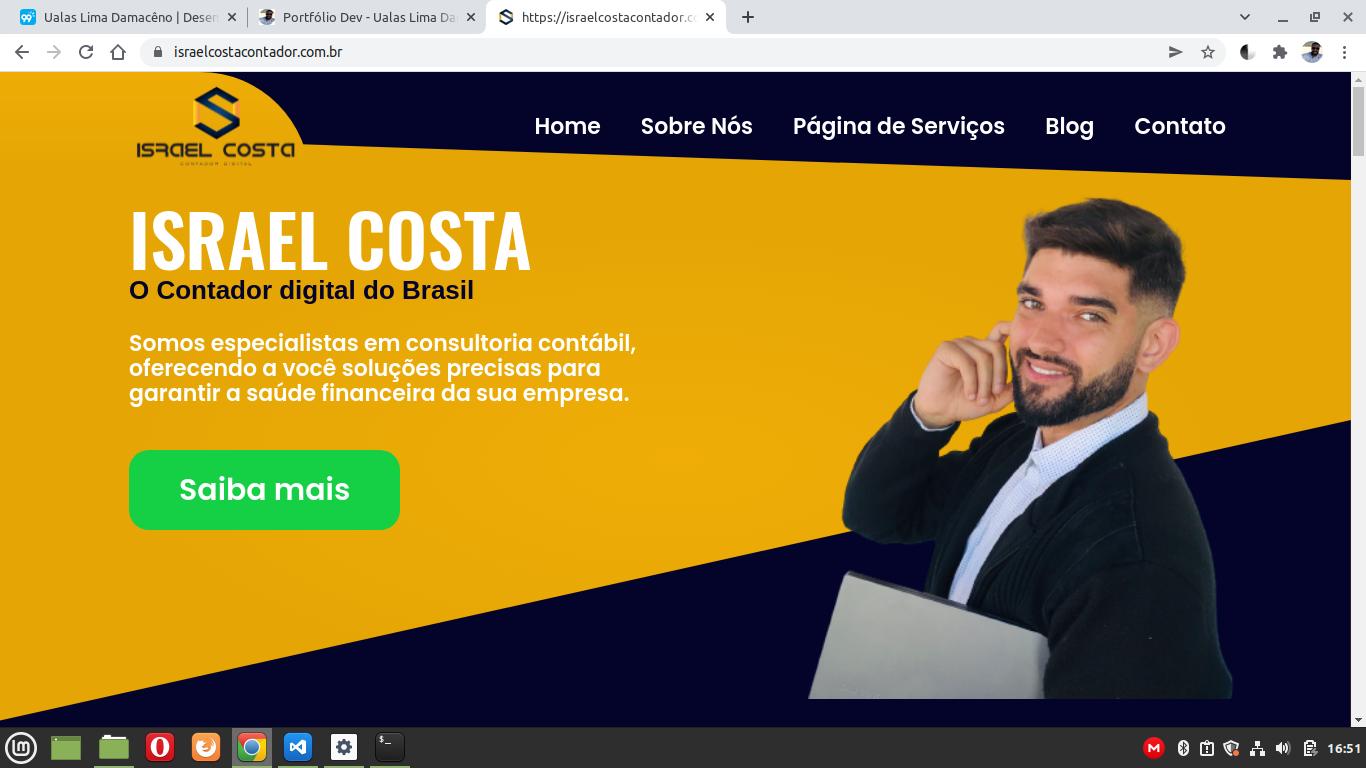 Ualas Lima Damacêno | Desen
Portfólio Dev - Ualas Lima Da
https://israelcostacontador.co
israelcostacontador.com.br
ISRAEL COSTA
CONTADOR DIGITAL
Home
Sobre Nós
Página de Serviços
Blog
Contato
ISRAEL COSTA
O Contador digital do Brasil
Somos especialistas em consultoria contábil,
oferecendo a você soluções precisas para
garantir a saúde financeira da sua empresa.
Saiba mais
16:51